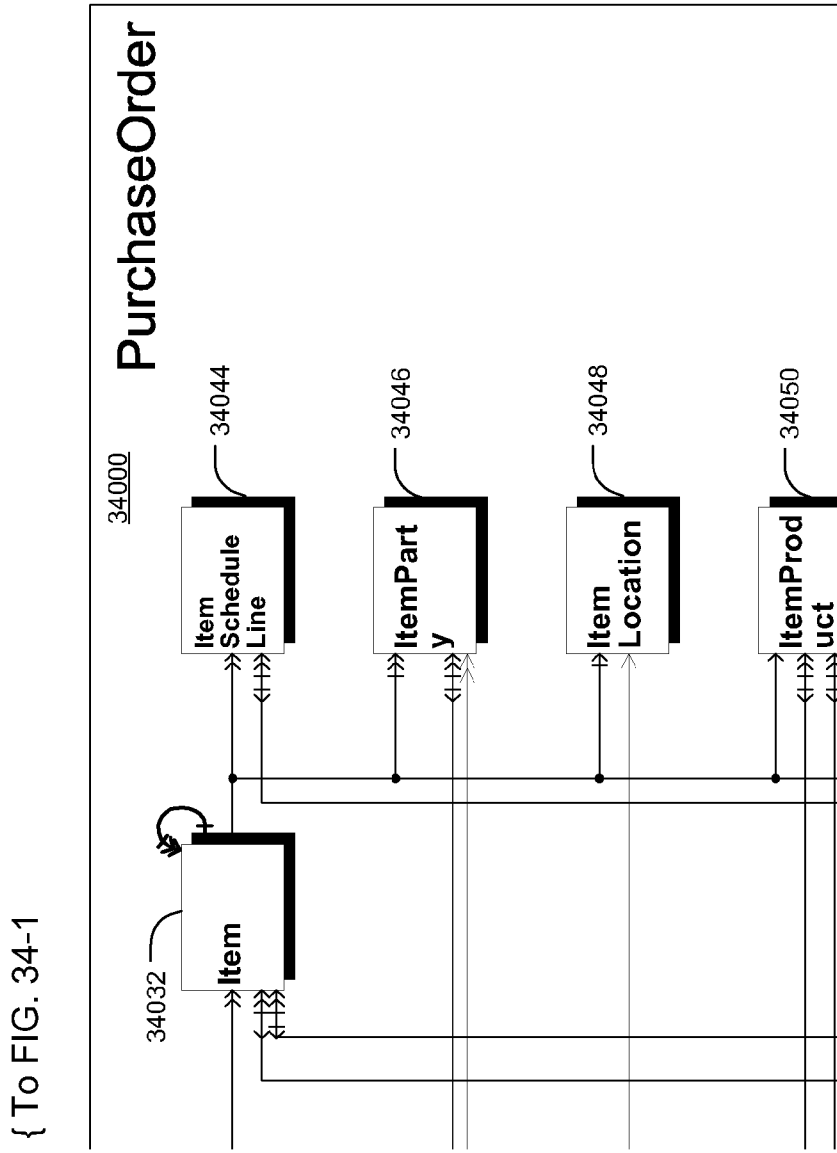 { To FIG. 34-1
PurchaseOrder
34000
34032
Item
Item
Schedule
Line
34044
ItemPart
y
34046
Item
Location
34048
ItemProd
uct
34050